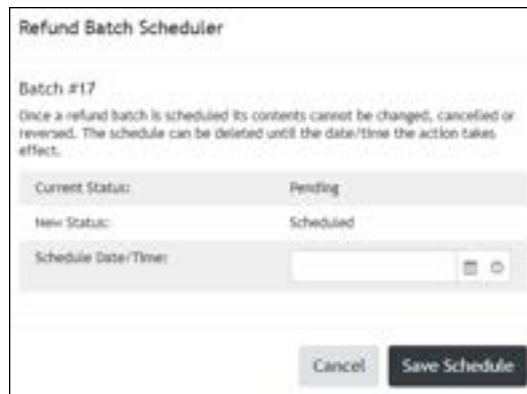 Refund Batch Scheduler
Batch #17
Once a refund batch is scheduled its contents cannot be changed, cancelled or
reversed. The schedule can be deleted until the date/time the action takes
effect.
Current Status: Pending
New Status: Scheduled
Schedule Date/Time:
Cancel Save Schedule